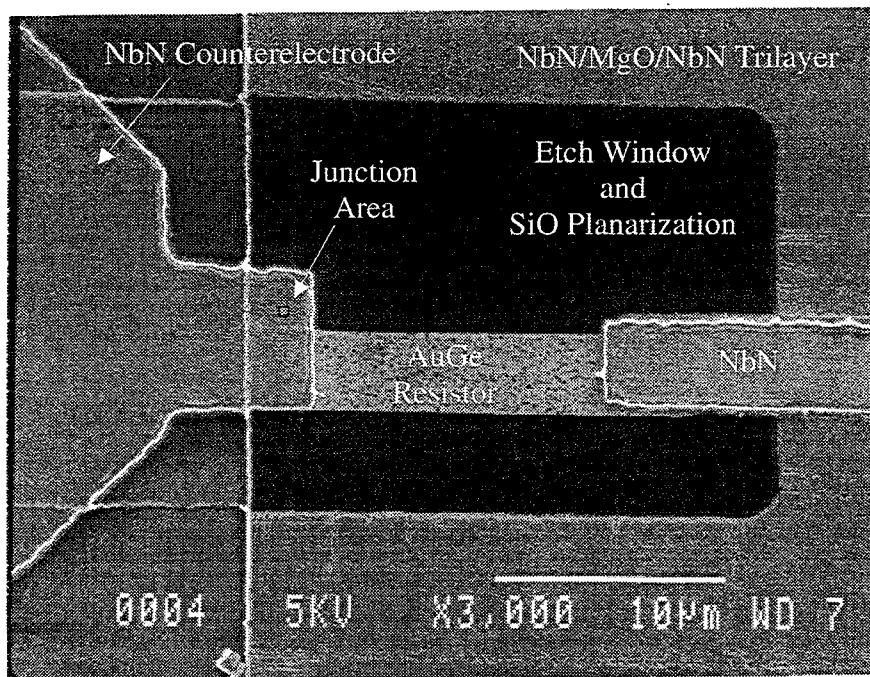 NbN Counterelectrode
NbN/MgO/NbN Trilayer
Etch Window
and
SiO Planarization
Junction
Area
AuGe
Resistor
NbN
0004 5KV X3,000 10µm WD 7